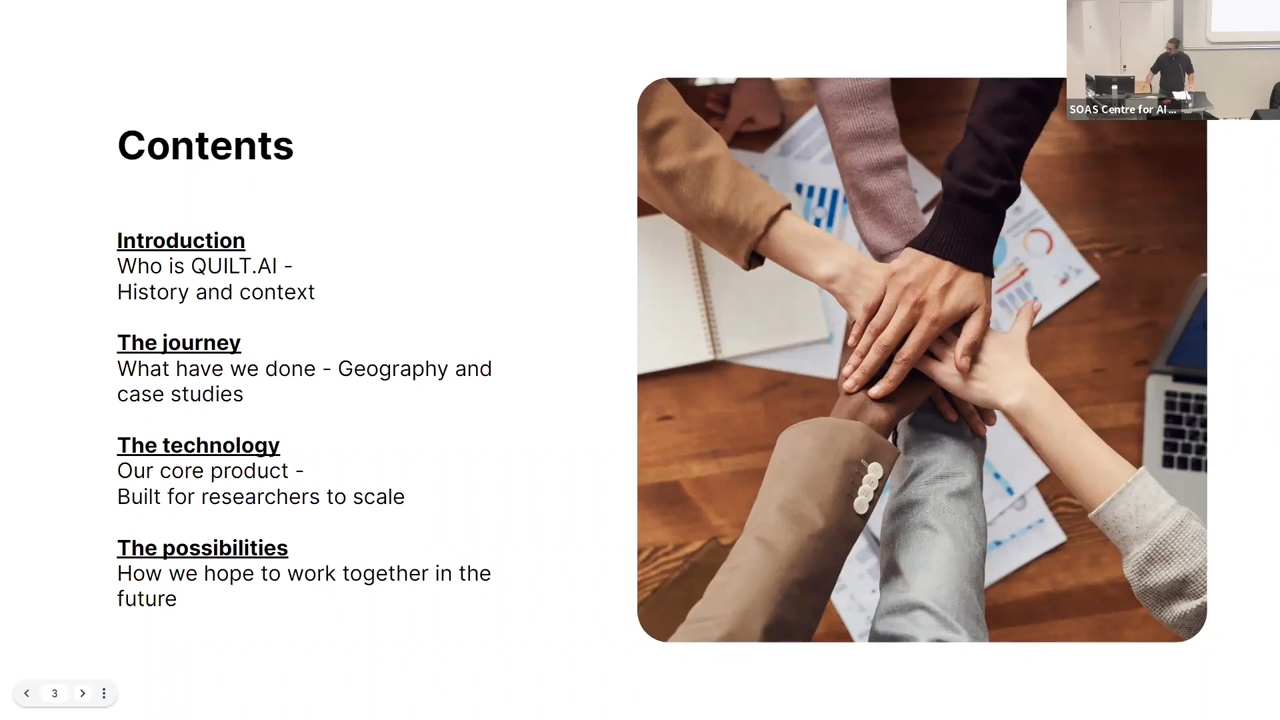 Contents
Introduction
Who is QUILT.AI -
History and context
The journey
What have we done - Geography and
case studies
The technology
Our core product -
Built for researchers to scale
The possibilities
How we hope to work together in the
future
3
SOAS Centre for AI...